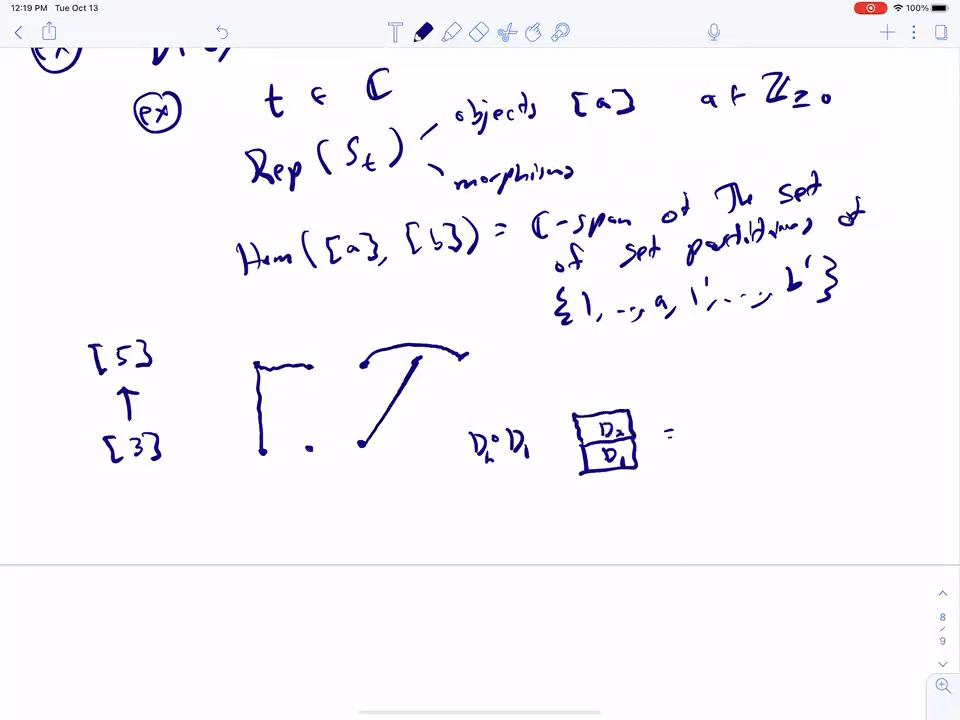 12:19 PM Tue Oct 13
100%
ex
ex t ∈ ℂ
Rep(S_t) objects [a] a ∈ ℤ≥0
morphisms
Hom([a], [b]) = ℂ-span of the set
of set partitions of
{1, ..., a, 1', ..., b'}
[5]
↑
[3]
D₂∘D₁
D₂
D₁
=
8
/
9